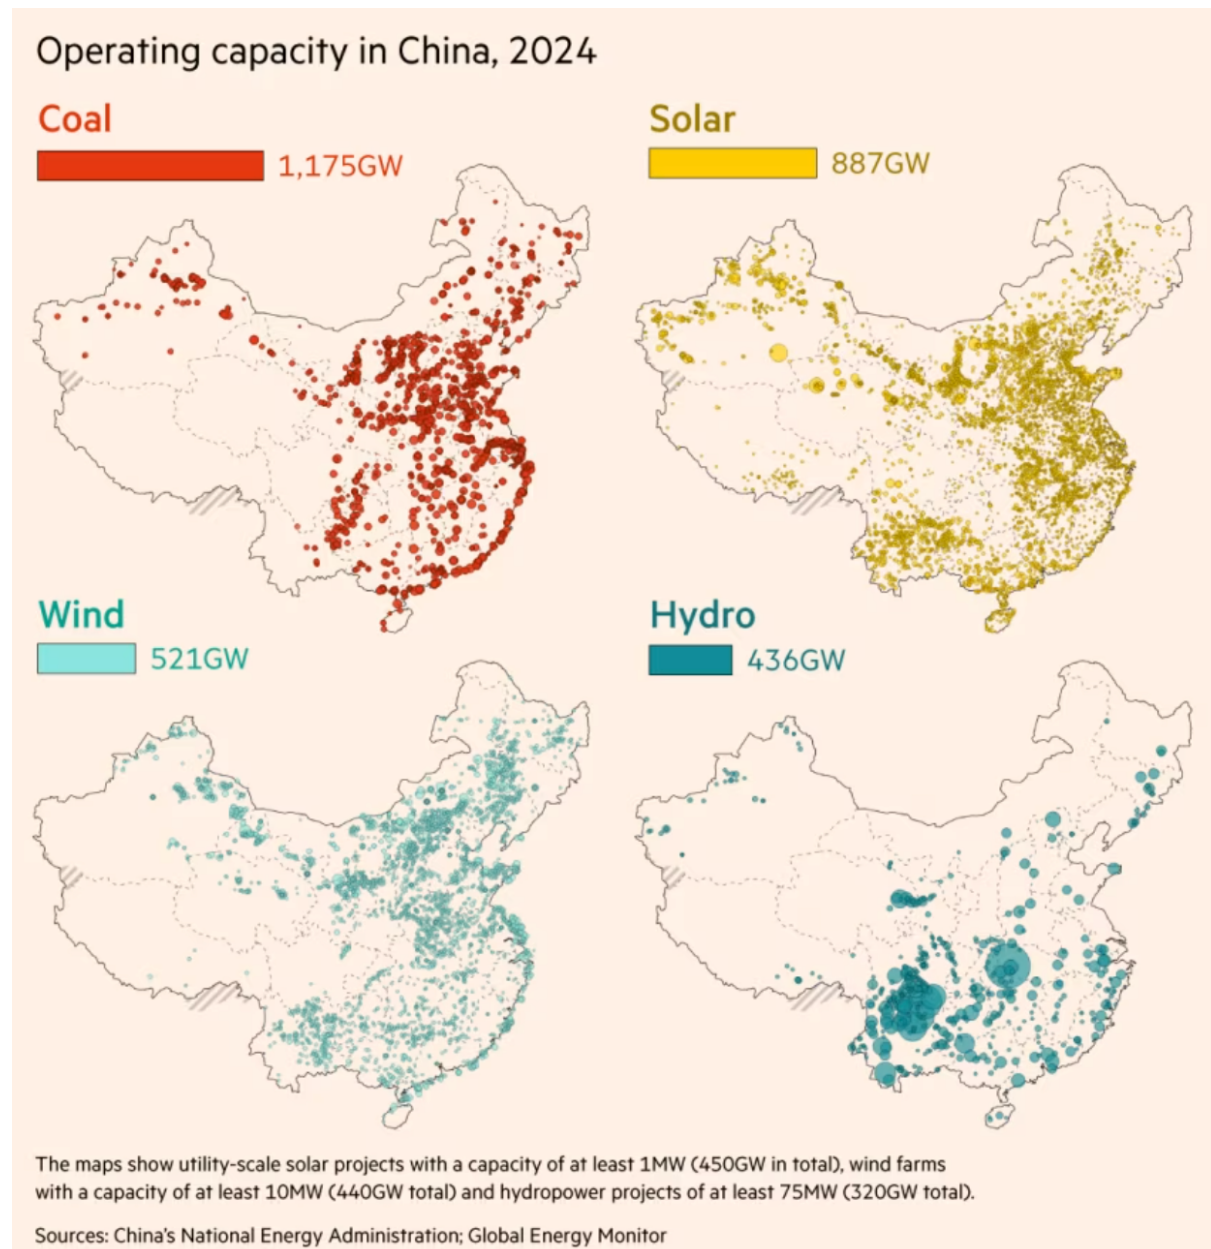 Operating capacity in China, 2024
Coal
1,175GW
Solar
887GW
Wind
521GW
Hydro
436GW
The maps show utility-scale solar projects with a capacity of at least 1MW (450GW in total), wind farms
with a capacity of at least 10MW (440GW total) and hydropower projects of at least 75MW (320GW total).
Sources: China's National Energy Administration; Global Energy Monitor